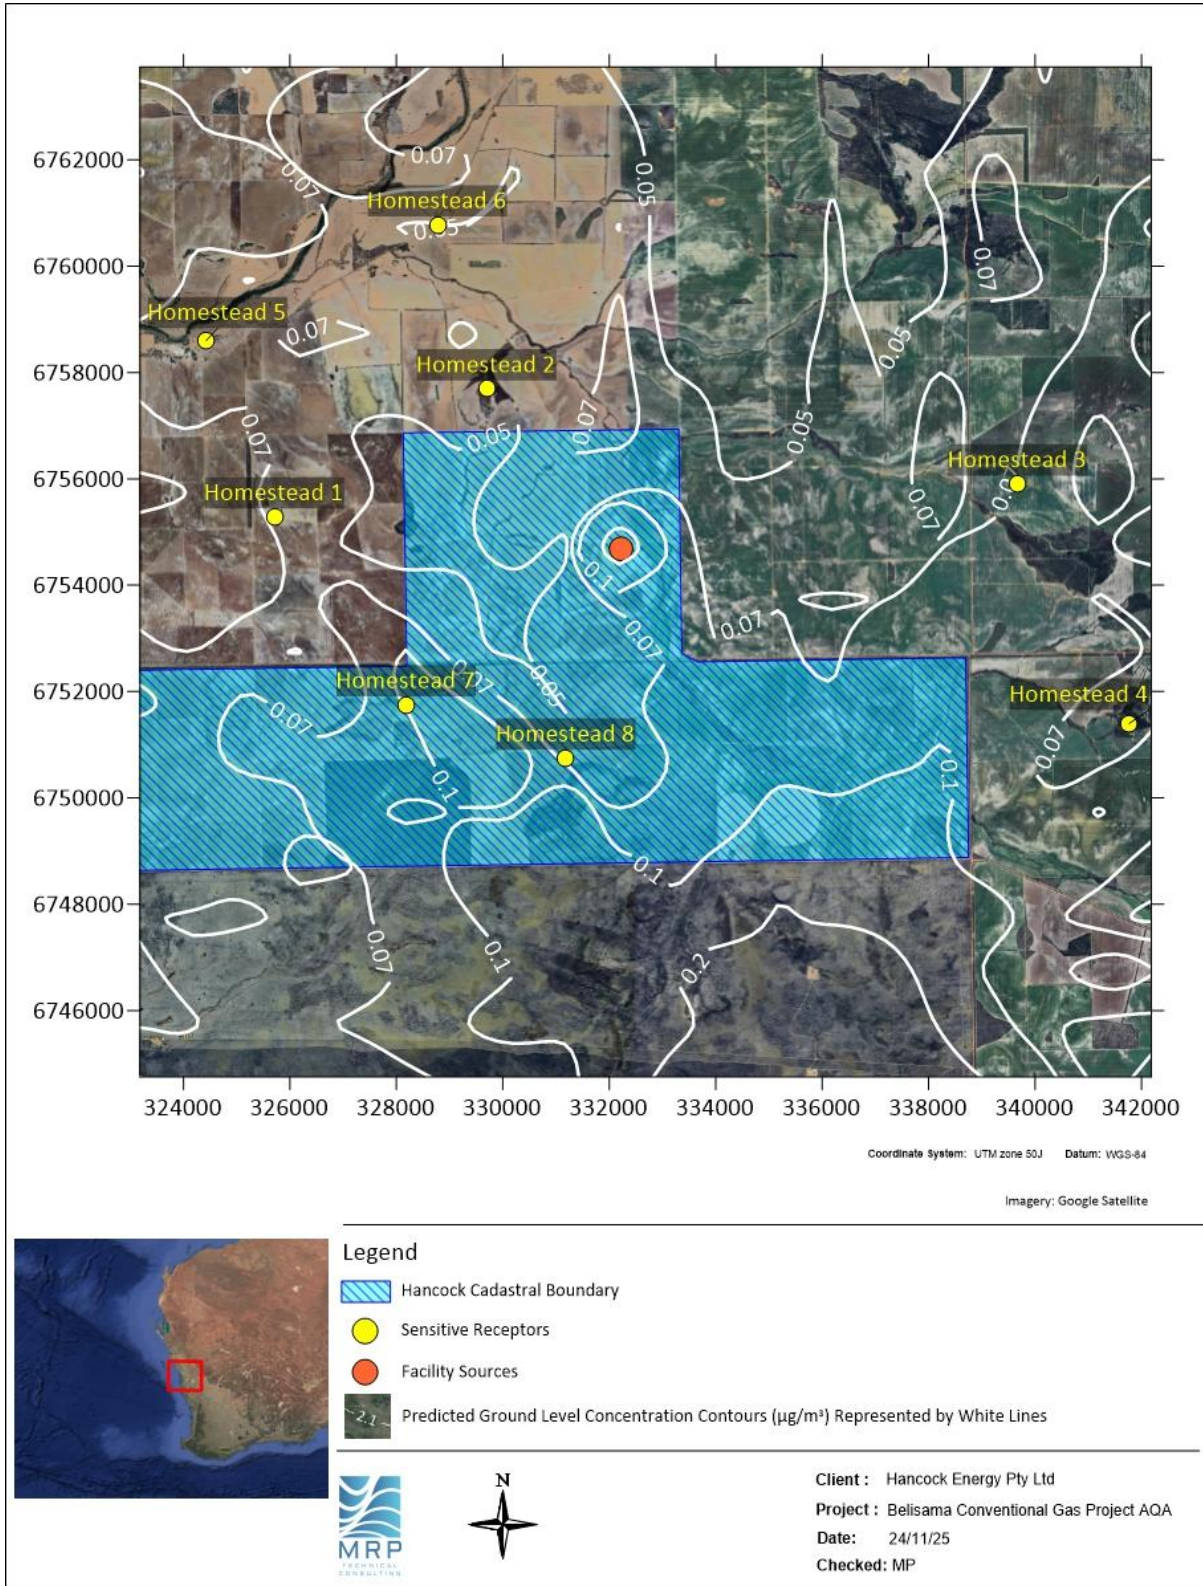 6762000
6760000
6758000
6756000
6754000
6752000
6750000
6748000
6746000
0.07
0.07
0.05
Homestead 6
0.05
0.07
Homestead 5
0.07
0.05
Homestead 2
0.07
0.05
0.07
0.05
Homestead 3
0.07
Homestead 1
0.1
0.07
0.07
0.07
Homestead 7
0.05
Homestead 4
0.07
Homestead 8
0.07
0.1
0.1
0.1
0.07
0.1
0.2
324000 326000 328000 330000 332000 334000 336000 338000 340000 342000
Coordinate System: UTM zone 50J Datum: WGS-84
Imagery: Google Satellite
Legend
Hancock Cadastral Boundary
Sensitive Receptors
Facility Sources
2.1
Predicted Ground Level Concentration Contours (µg/m³) Represented by White Lines
N
MRP
TECHNICAL
CONSULTING
Client : Hancock Energy Pty Ltd
Project : Belisama Conventional Gas Project AQA
Date: 24/11/25
Checked: MP